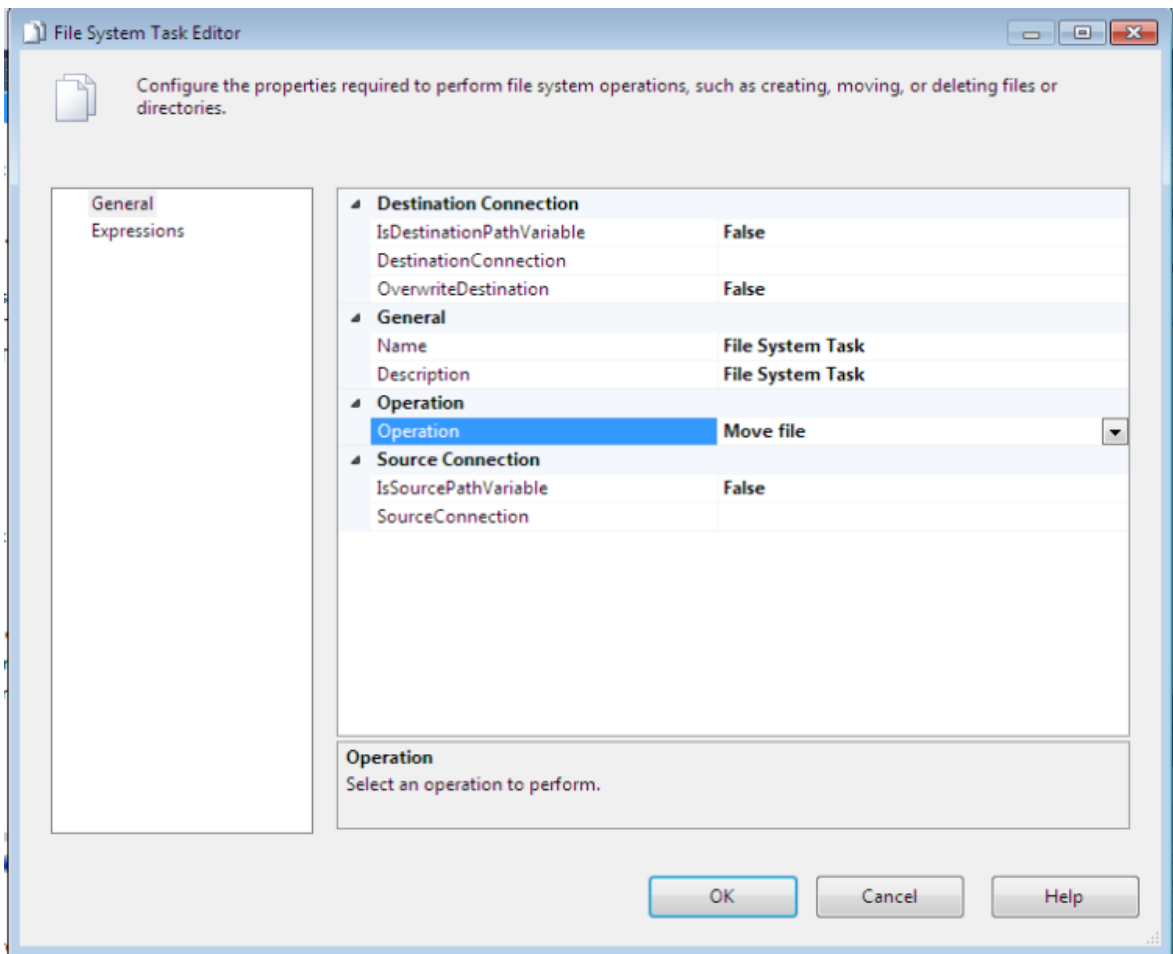 File System Task Editor
Configure the properties required to perform file system operations, such as creating, moving, or deleting files or
directories.
General
Expressions
Destination Connection
IsDestinationPathVariable False
DestinationConnection
OverwriteDestination False
General
Name File System Task
Description File System Task
Operation
Operation Move file
Source Connection
IsSourcePathVariable False
SourceConnection
Operation
Select an operation to perform.
OK Cancel Help